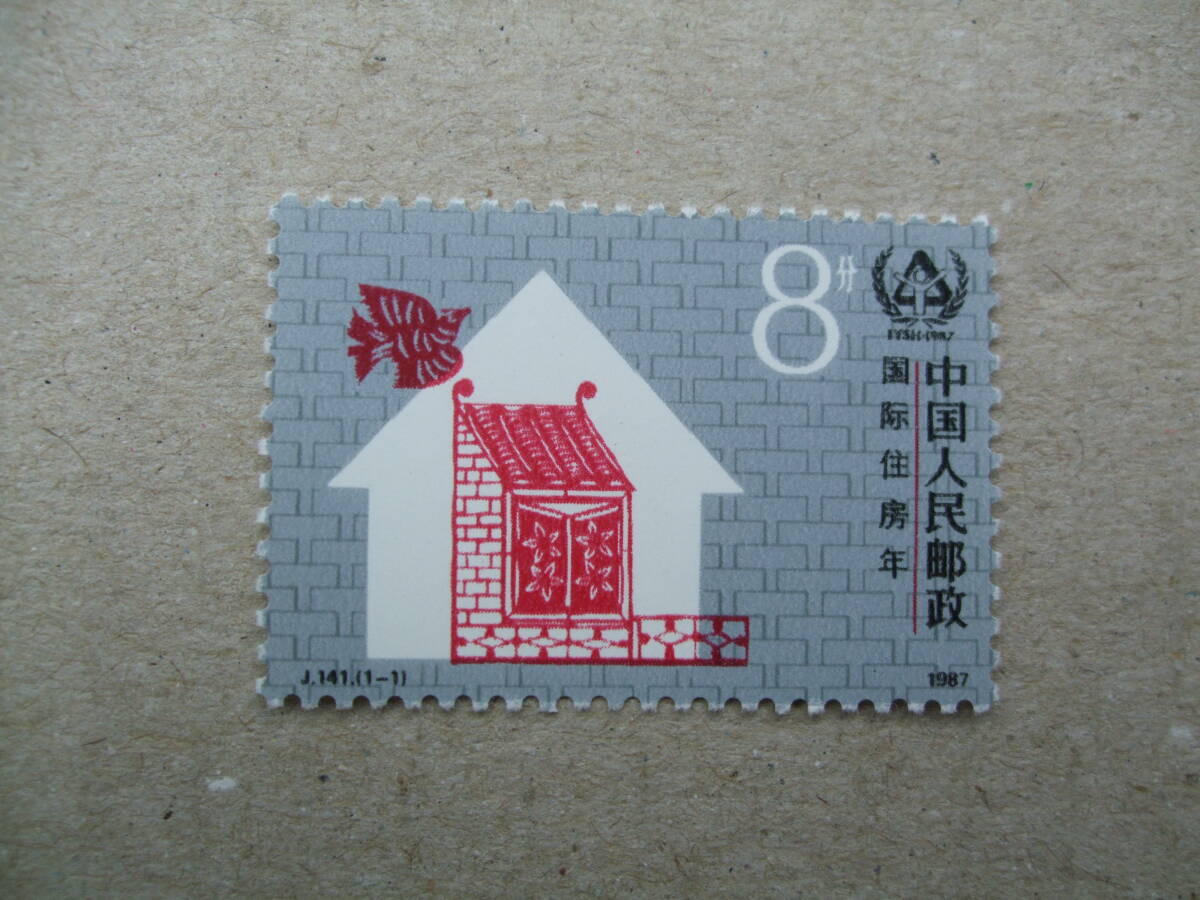 8分
IYSH·1987
中国人民邮政
国际住房年
J.141.(1-1)
1987